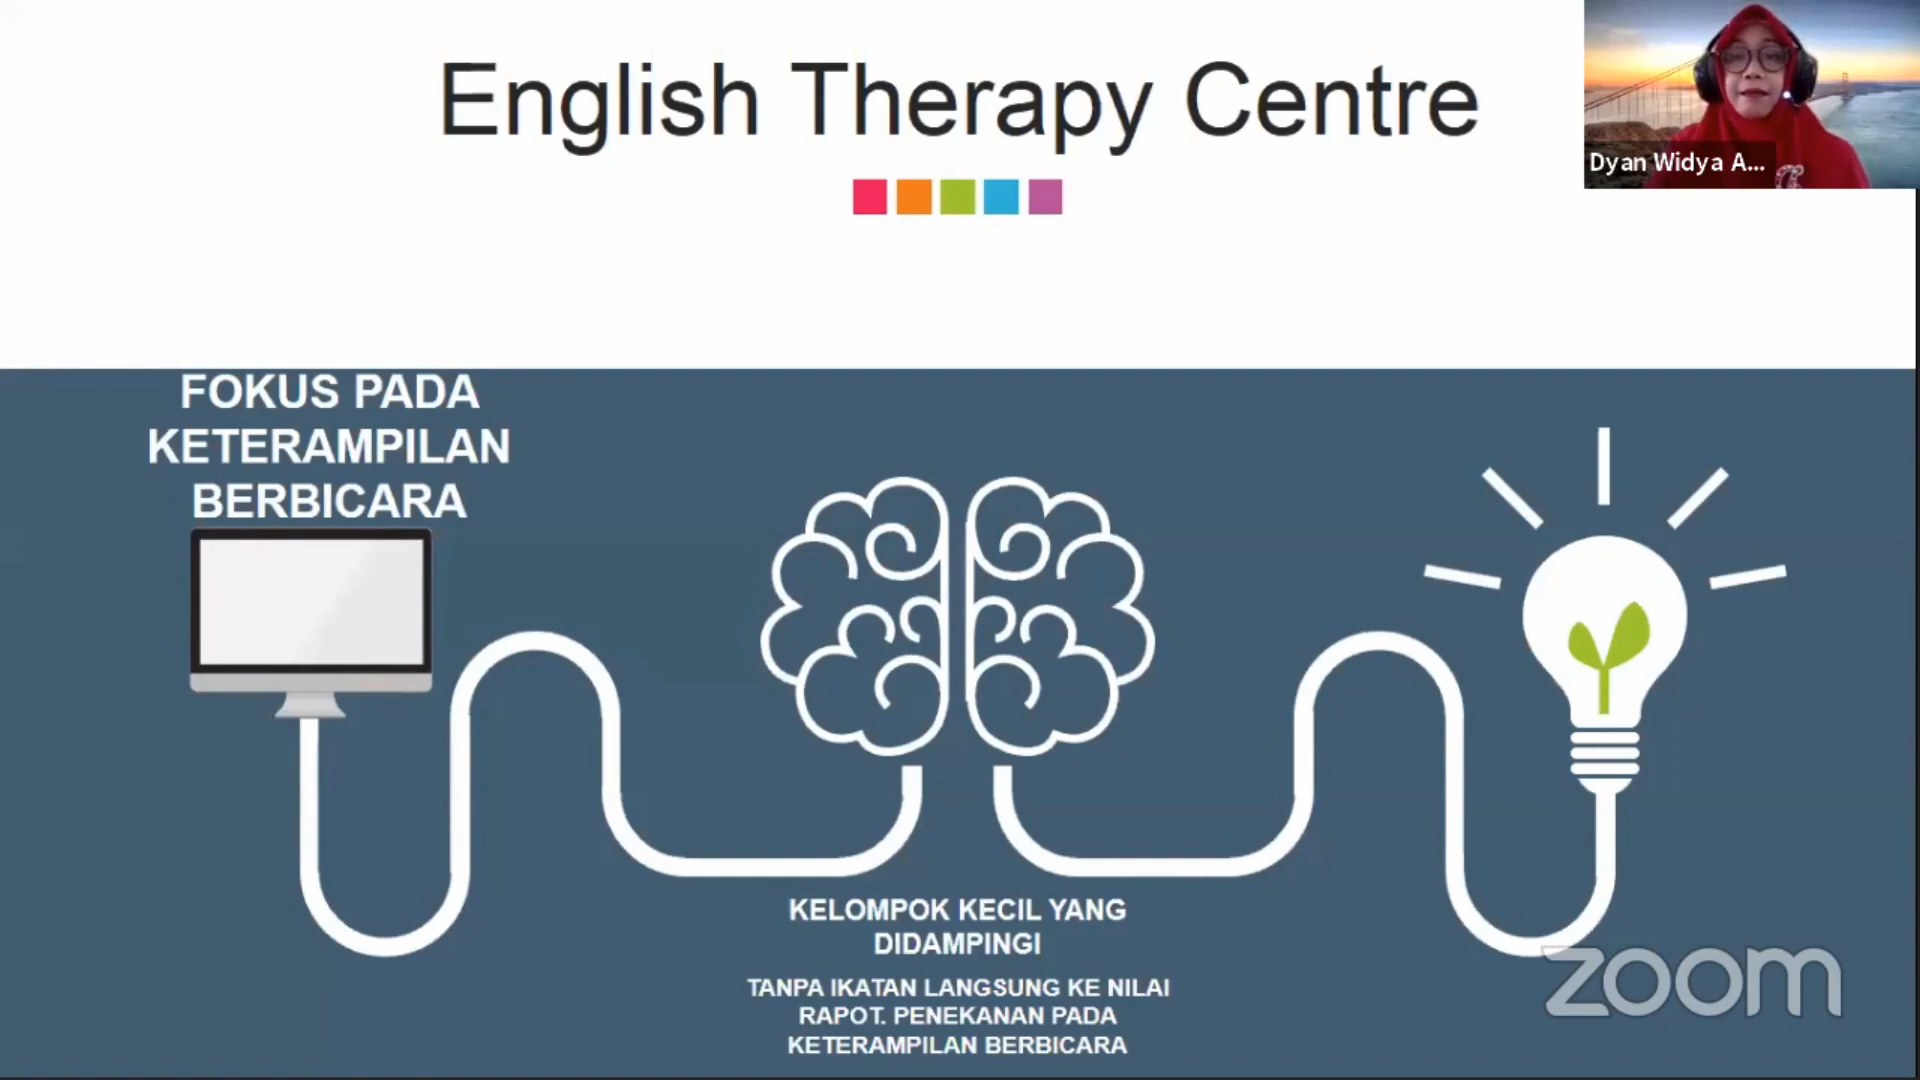 English Therapy Centre
Dyan Widya A...
FOKUS PADA
KETERAMPILAN
BERBICARA
KELOMPOK KECIL YANG
DIDAMPINGI
TANPA IKATAN LANGSUNG KE NILAI
RAPOT. PENEKANAN PADA
KETERAMPILAN BERBICARA
zoom